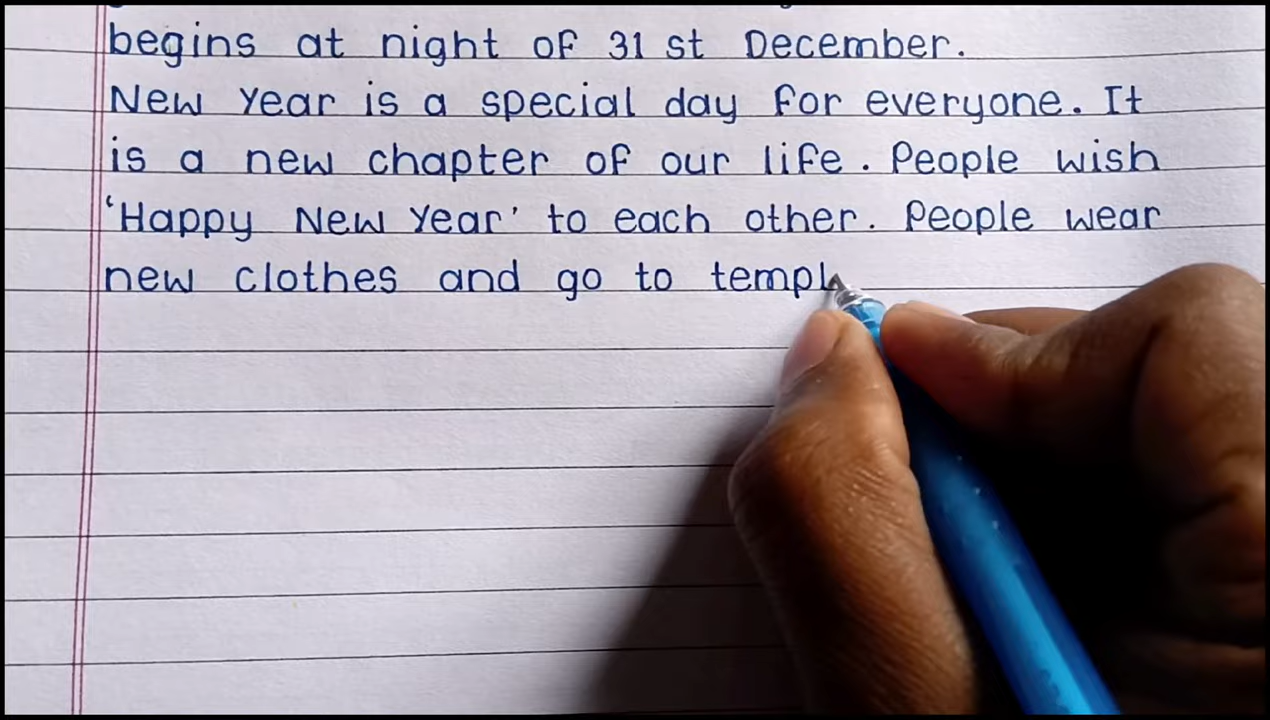 begins at night of 31 st December.
New Year is a special day for everyone. It
is a new chapter of our life. People wish
'Happy New Year' to each other. People wear
new clothes and go to templ